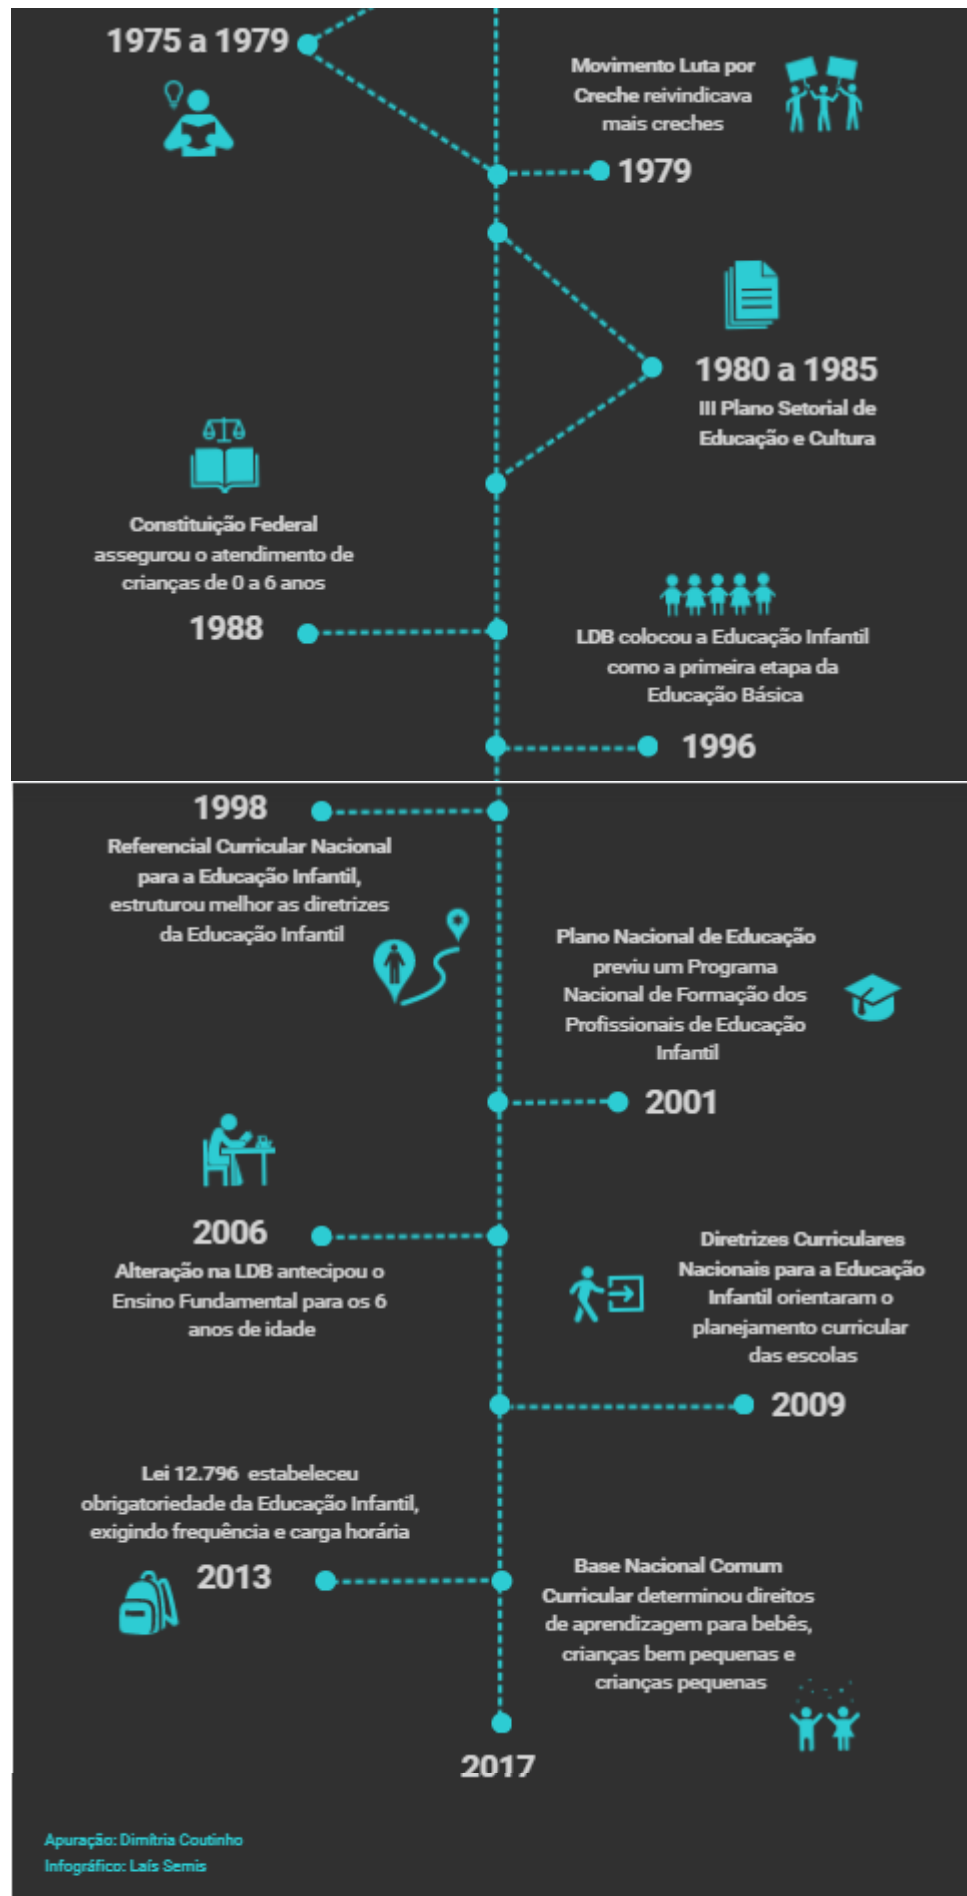 1975 a 1979
Movimento Luta por
Creche reivindicava
mais creches
1979
1980 a 1985
III Plano Setorial de
Educação e Cultura
Constituição Federal
assegurou o atendimento de
crianças de 0 a 6 anos
1988
LDB colocou a Educação Infantil
como a primeira etapa da
Educação Básica
1996
1998
Referencial Curricular Nacional
para a Educação Infantil,
estruturou melhor as diretrizes
da Educação Infantil
Plano Nacional de Educação
previu um Programa
Nacional de Formação dos
Profissionais de Educação
Infantil
2001
2006
Alteração na LDB antecipou o
Ensino Fundamental para os 6
anos de idade
Diretrizes Curriculares
Nacionais para a Educação
Infantil orientaram o
planejamento curricular
das escolas
2009
Lei 12.796 estabeleceu
obrigatoriedade da Educação Infantil,
exigindo frequência e carga horária
2013
Base Nacional Comum
Curricular determinou direitos
de aprendizagem para bebês,
crianças bem pequenas e
crianças pequenas
2017
Apuração: Dimítria Coutinho
Infográfico: Laís Semis